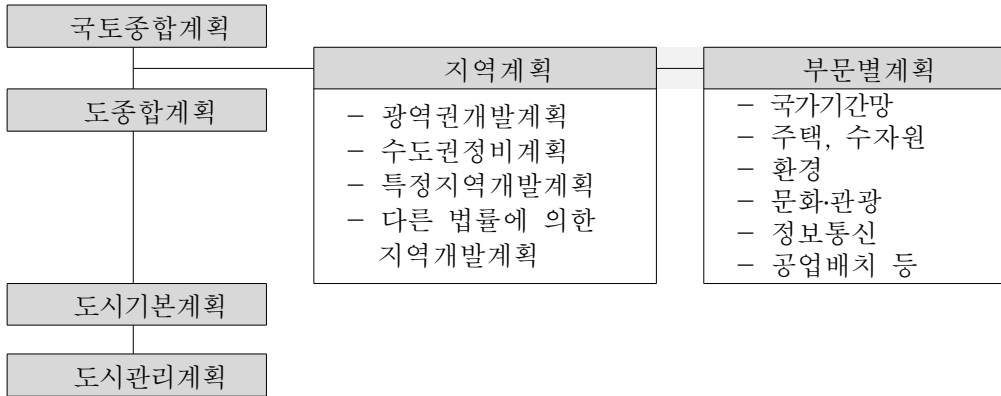 국토종합계획
지역계획
부문별계획
도종합계획
– 광역권개발계획
– 수도권정비계획
– 특정지역개발계획
– 다른 법률에 의한
지역개발계획
– 국가기간망
– 주택, 수자원
– 환경
– 문화·관광
– 정보통신
– 공업배치 등
도시기본계획
도시관리계획